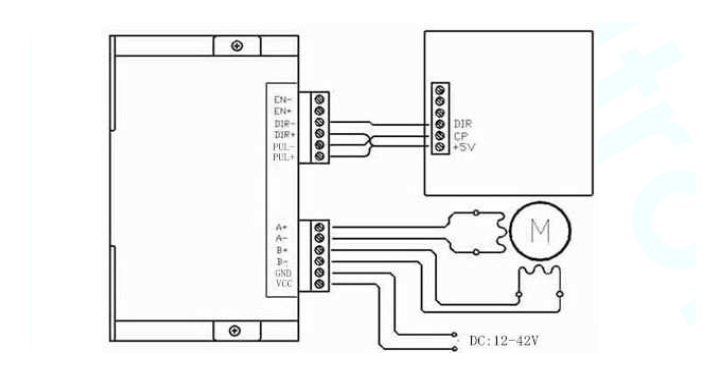 EN-
EN+
DIR-
DIR+
PUL-
PUL+
DIR
CP
+5V
A+
A-
B+
B-
GND
VCC
M
DC:12-42V